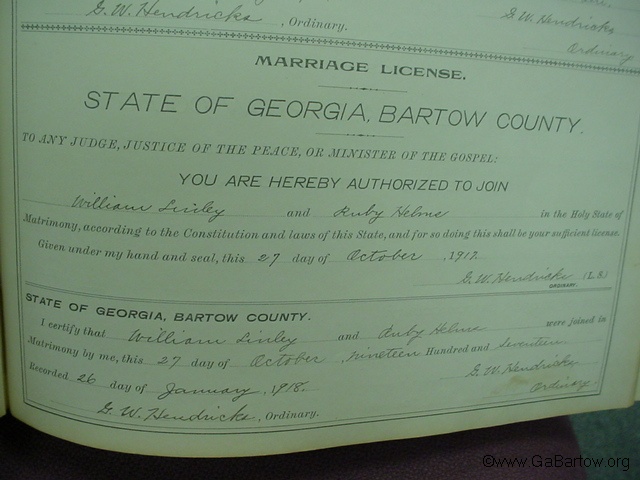 G. W. Hendricks, Ordinary.
G. W. Hendricks
Ordinary
MARRIAGE LICENSE.
STATE OF GEORGIA, BARTOW COUNTY.
TO ANY JUDGE, JUSTICE OF THE PEACE, OR MINISTER OF THE GOSPEL:
YOU ARE HEREBY AUTHORIZED TO JOIN
William Linley and Ruby Helms in the Holy State of
Matrimony, according to the Constitution and laws of this State, and for so doing this shall be your sufficient license.
Given under my hand and seal, this 27 day of October, 1917.
G. W. Hendricks (L. S.)
ORDINARY.
STATE OF GEORGIA, BARTOW COUNTY.
I certify that William Linley and Ruby Helms were joined in
Matrimony by me, this 27 day of October, nineteen Hundred and seventeen
Recorded 26 day of January, 1918.
G. W. Hendricks
Ordinary
G. W. Hendricks, Ordinary.
©www.GaBartow.org